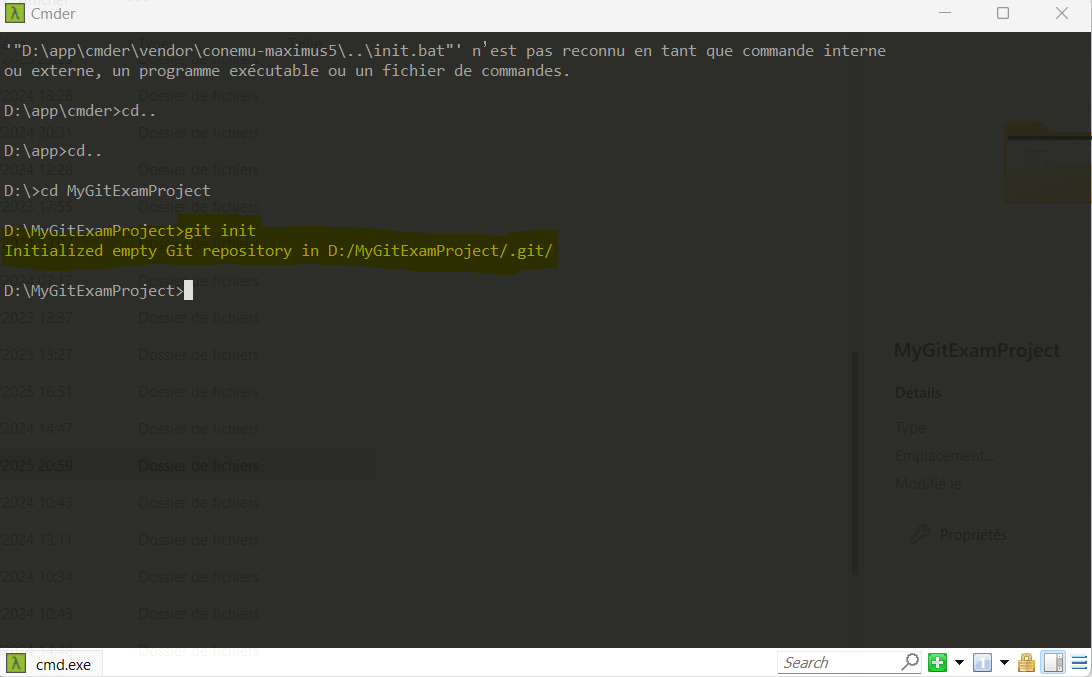 Cmder
'"D:\app\cmder\vendor\conemu-maximus5\..\init.bat"' n'est pas reconnu en tant que commande interne
ou externe, un programme exécutable ou un fichier de commandes.
/2024 13:28 Dossier de fichiers
D:\app\cmder>cd..
/2024 20:31 Dossier de fichiers
D:\app>cd..
/2024 12:28 Dossier de fichiers
D:\>cd MyGitExamProject
/2023 17:55 Dossier de fichiers
D:\MyGitExamProject>git init
Initialized empty Git repository in D:/MyGitExamProject/.git/
Dossier de fichiers
D:\MyGitExamProject>
/2023 13:37 Dossier de fichiers
/2023 13:27 Dossier de fichiers
MyGitExamProject
/2025 16:51 Dossier de fichiers
Détails
/2024 14:47 Dossier de fichiers
Type
Emplacement...
/2025 20:59 Dossier de fichiers
Modifié le
/2024 10:43 Dossier de fichiers
/2024 13:11 Dossier de fichiers
Propriétés
/2024 10:34 Dossier de fichiers
/2024 10:43 Dossier de fichiers
Dossier de fichiers
cmd.exe
Search